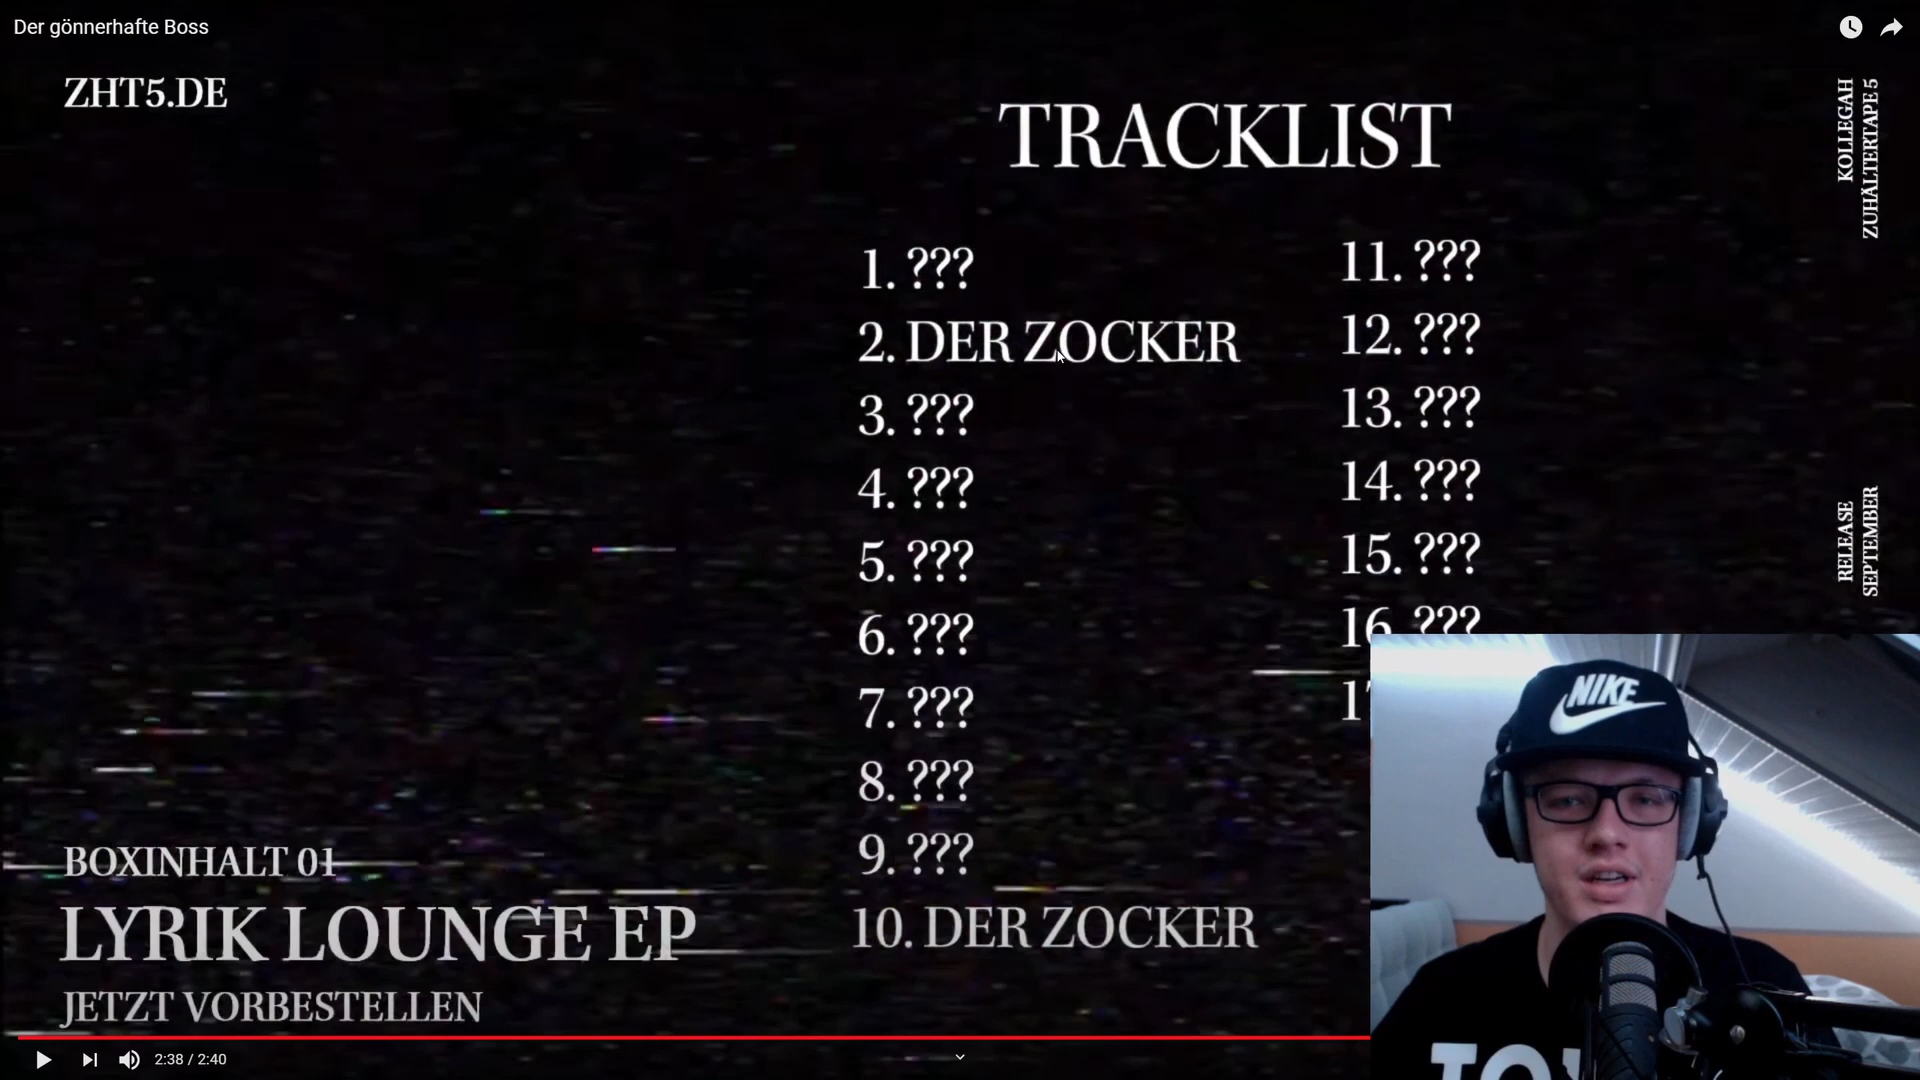 Der gönnerhafte Boss
ZHT5.DE
TRACKLIST
1. ???
2. DER ZOCKER
3. ???
4. ???
5. ???
6. ???
7. ???
8. ???
9. ???
10. DER ZOCKER
11. ???
12. ???
13. ???
14. ???
15. ???
16. ???
KOLLEGAH
ZUHÄLTERTAPE 5
RELEASE
SEPTEMBER
BOXINHALT 01
LYRIK LOUNGE EP
JETZT VORBESTELLEN
2:38 / 2:40
NIKE